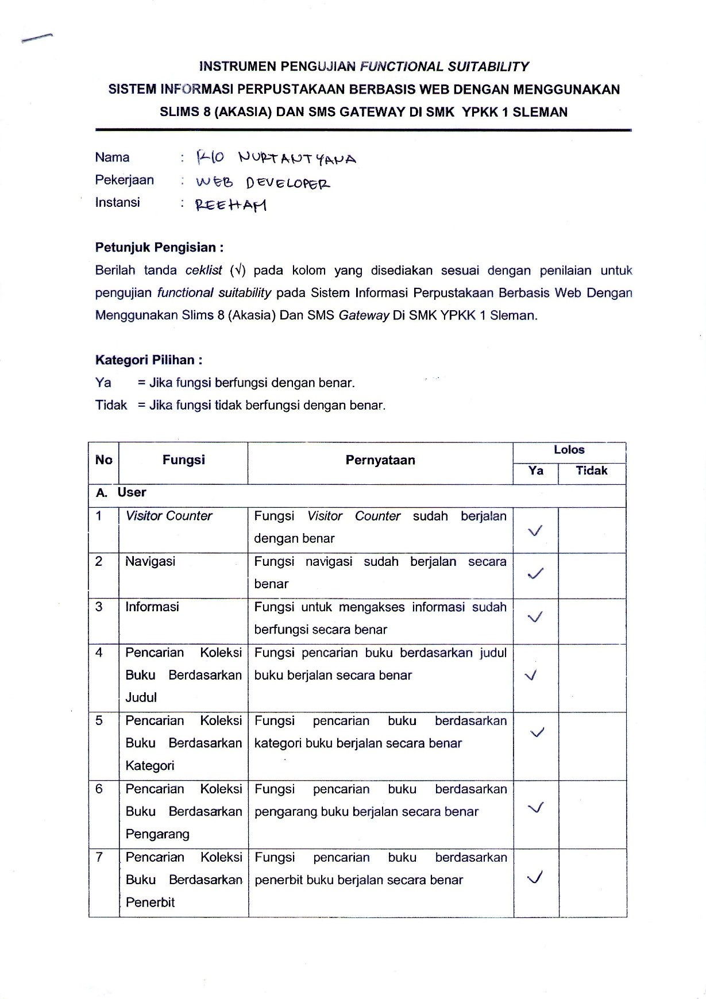 INSTRUMEN PENGUJIAN FUNCTIONAL SUITABILITY
SISTEM INFORMASI PERPUSTAKAAN BERBASIS WEB DENGAN MENGGUNAKAN
SLIMS 8 (AKASIA) DAN SMS GATEWAY DI SMK YPKK 1 SLEMAN
Nama : NURTANTYANA
Pekerjaan : WEB DEVELOPER
Instansi : REEHAM
Petunjuk Pengisian :
Berilah tanda ceklist (√) pada kolom yang disediakan sesuai dengan penilaian untuk
pengujian functional suitability pada Sistem Informasi Perpustakaan Berbasis Web Dengan
Menggunakan Slims 8 (Akasia) Dan SMS Gateway Di SMK YPKK 1 Sleman.
Kategori Pilihan :
Ya = Jika fungsi berfungsi dengan benar.
Tidak = Jika fungsi tidak berfungsi dengan benar.
No Fungsi Pernyataan Lolos
Ya Tidak
A. User
1 Visitor Counter Fungsi Visitor Counter sudah berjalan ✓
dengan benar
2 Navigasi Fungsi navigasi sudah berjalan secara ✓
benar
3 Informasi Fungsi untuk mengakses informasi sudah ✓
berfungsi secara benar
4 Pencarian Koleksi Fungsi pencarian buku berdasarkan judul
Buku Berdasarkan buku berjalan secara benar ✓
Judul
5 Pencarian Koleksi Fungsi pencarian buku berdasarkan ✓
Buku Berdasarkan kategori buku berjalan secara benar
Kategori
6 Pencarian Koleksi Fungsi pencarian buku berdasarkan
Buku Berdasarkan pengarang buku berjalan secara benar ✓
Pengarang
7 Pencarian Koleksi Fungsi pencarian buku berdasarkan
Buku Berdasarkan penerbit buku berjalan secara benar ✓
Penerbit